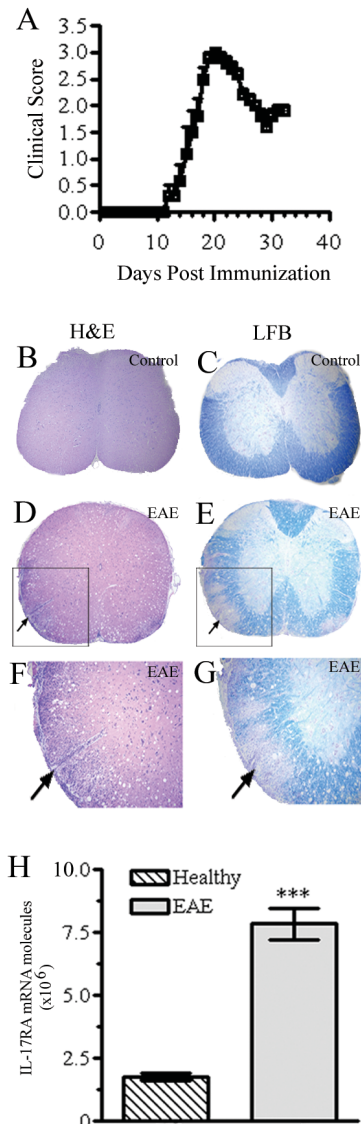 A
Clinical Score
3.5
3.0
2.5
2.0
1.5
1.0
0.5
0.0
0 10 20 30 40
Days Post Immunization
H&E LFB
B Control C Control
D EAE E EAE
F EAE G EAE
H
IL-17RA mRNA molecules
(x10^6)
10.0
7.5
5.0
2.5
0
Healthy
EAE
***